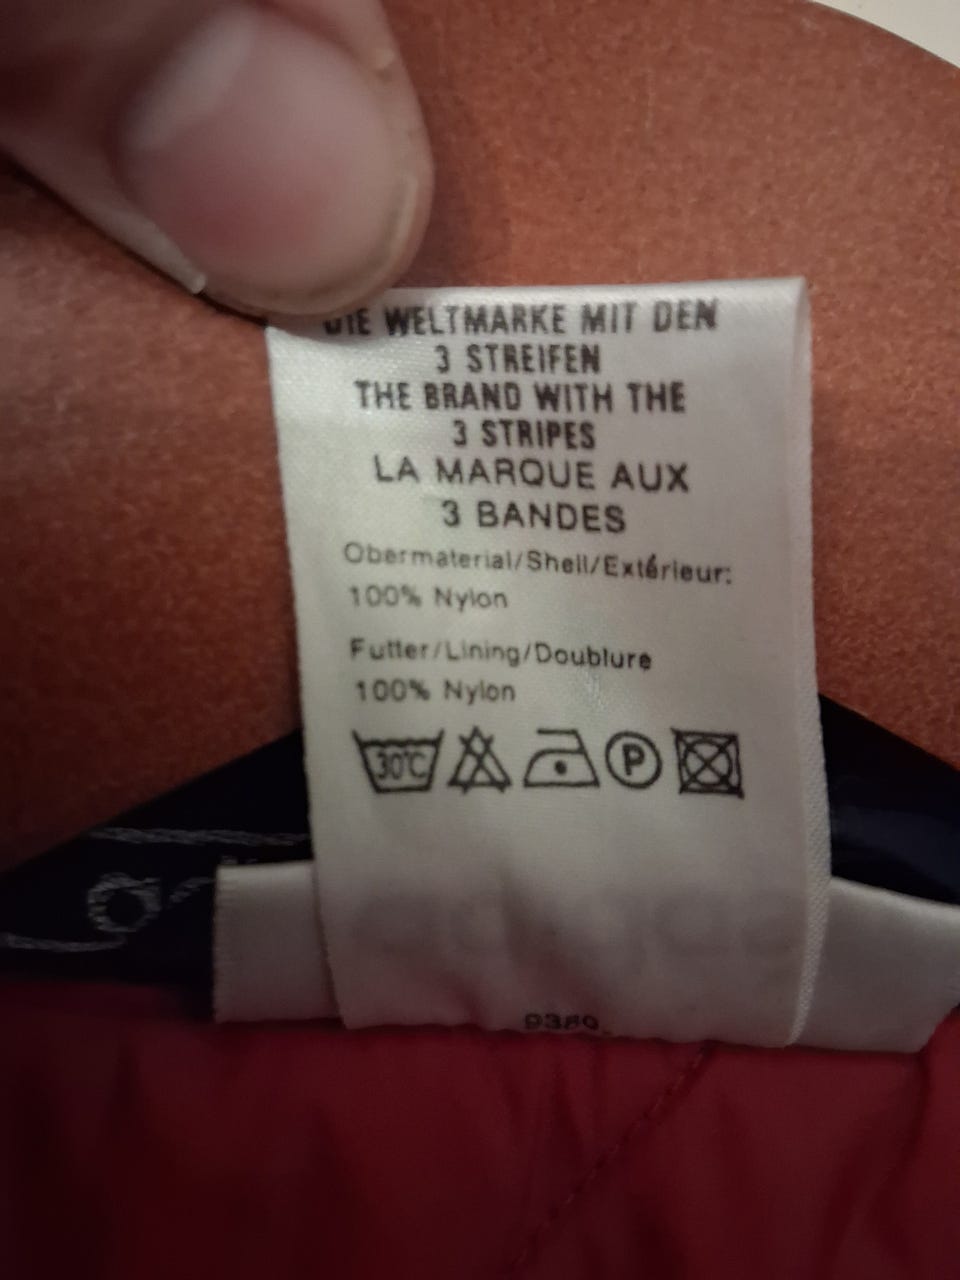 DIE WELTMARKE MIT DEN
3 STREIFEN
THE BRAND WITH THE
3 STRIPES
LA MARQUE AUX
3 BANDES
Obermaterial/Shell/Extérieur:
100% Nylon
Futter/Lining/Doublure
100% Nylon
30°C P